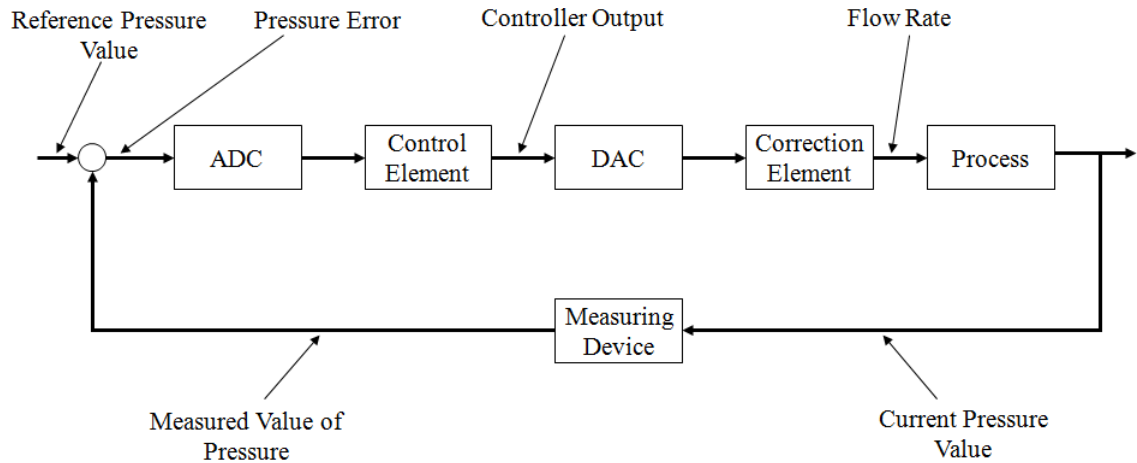 Reference Pressure
Value
Pressure Error
Controller Output
Flow Rate
ADC
Control
Element
DAC
Correction
Element
Process
Measuring
Device
Measured Value of
Pressure
Current Pressure
Value